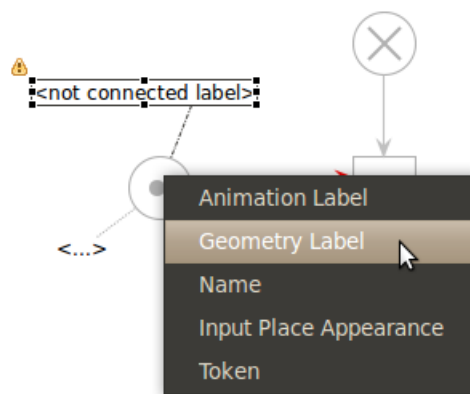 <not connected label>
<...>
Animation Label
Geometry Label
Name
Input Place Appearance
Token